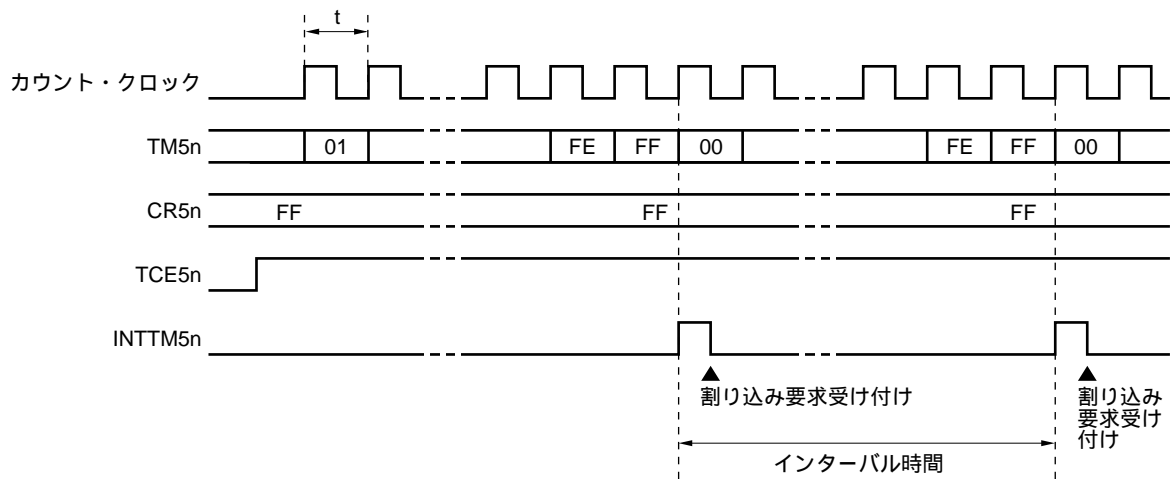 t
カウント・クロック
TM5n 01 FE FF 00 FE FF 00
CR5n FF FF FF
TCE5n
INTTM5n
割り込み要求受け付け
割り込み
要求受け
付け
インターバル時間